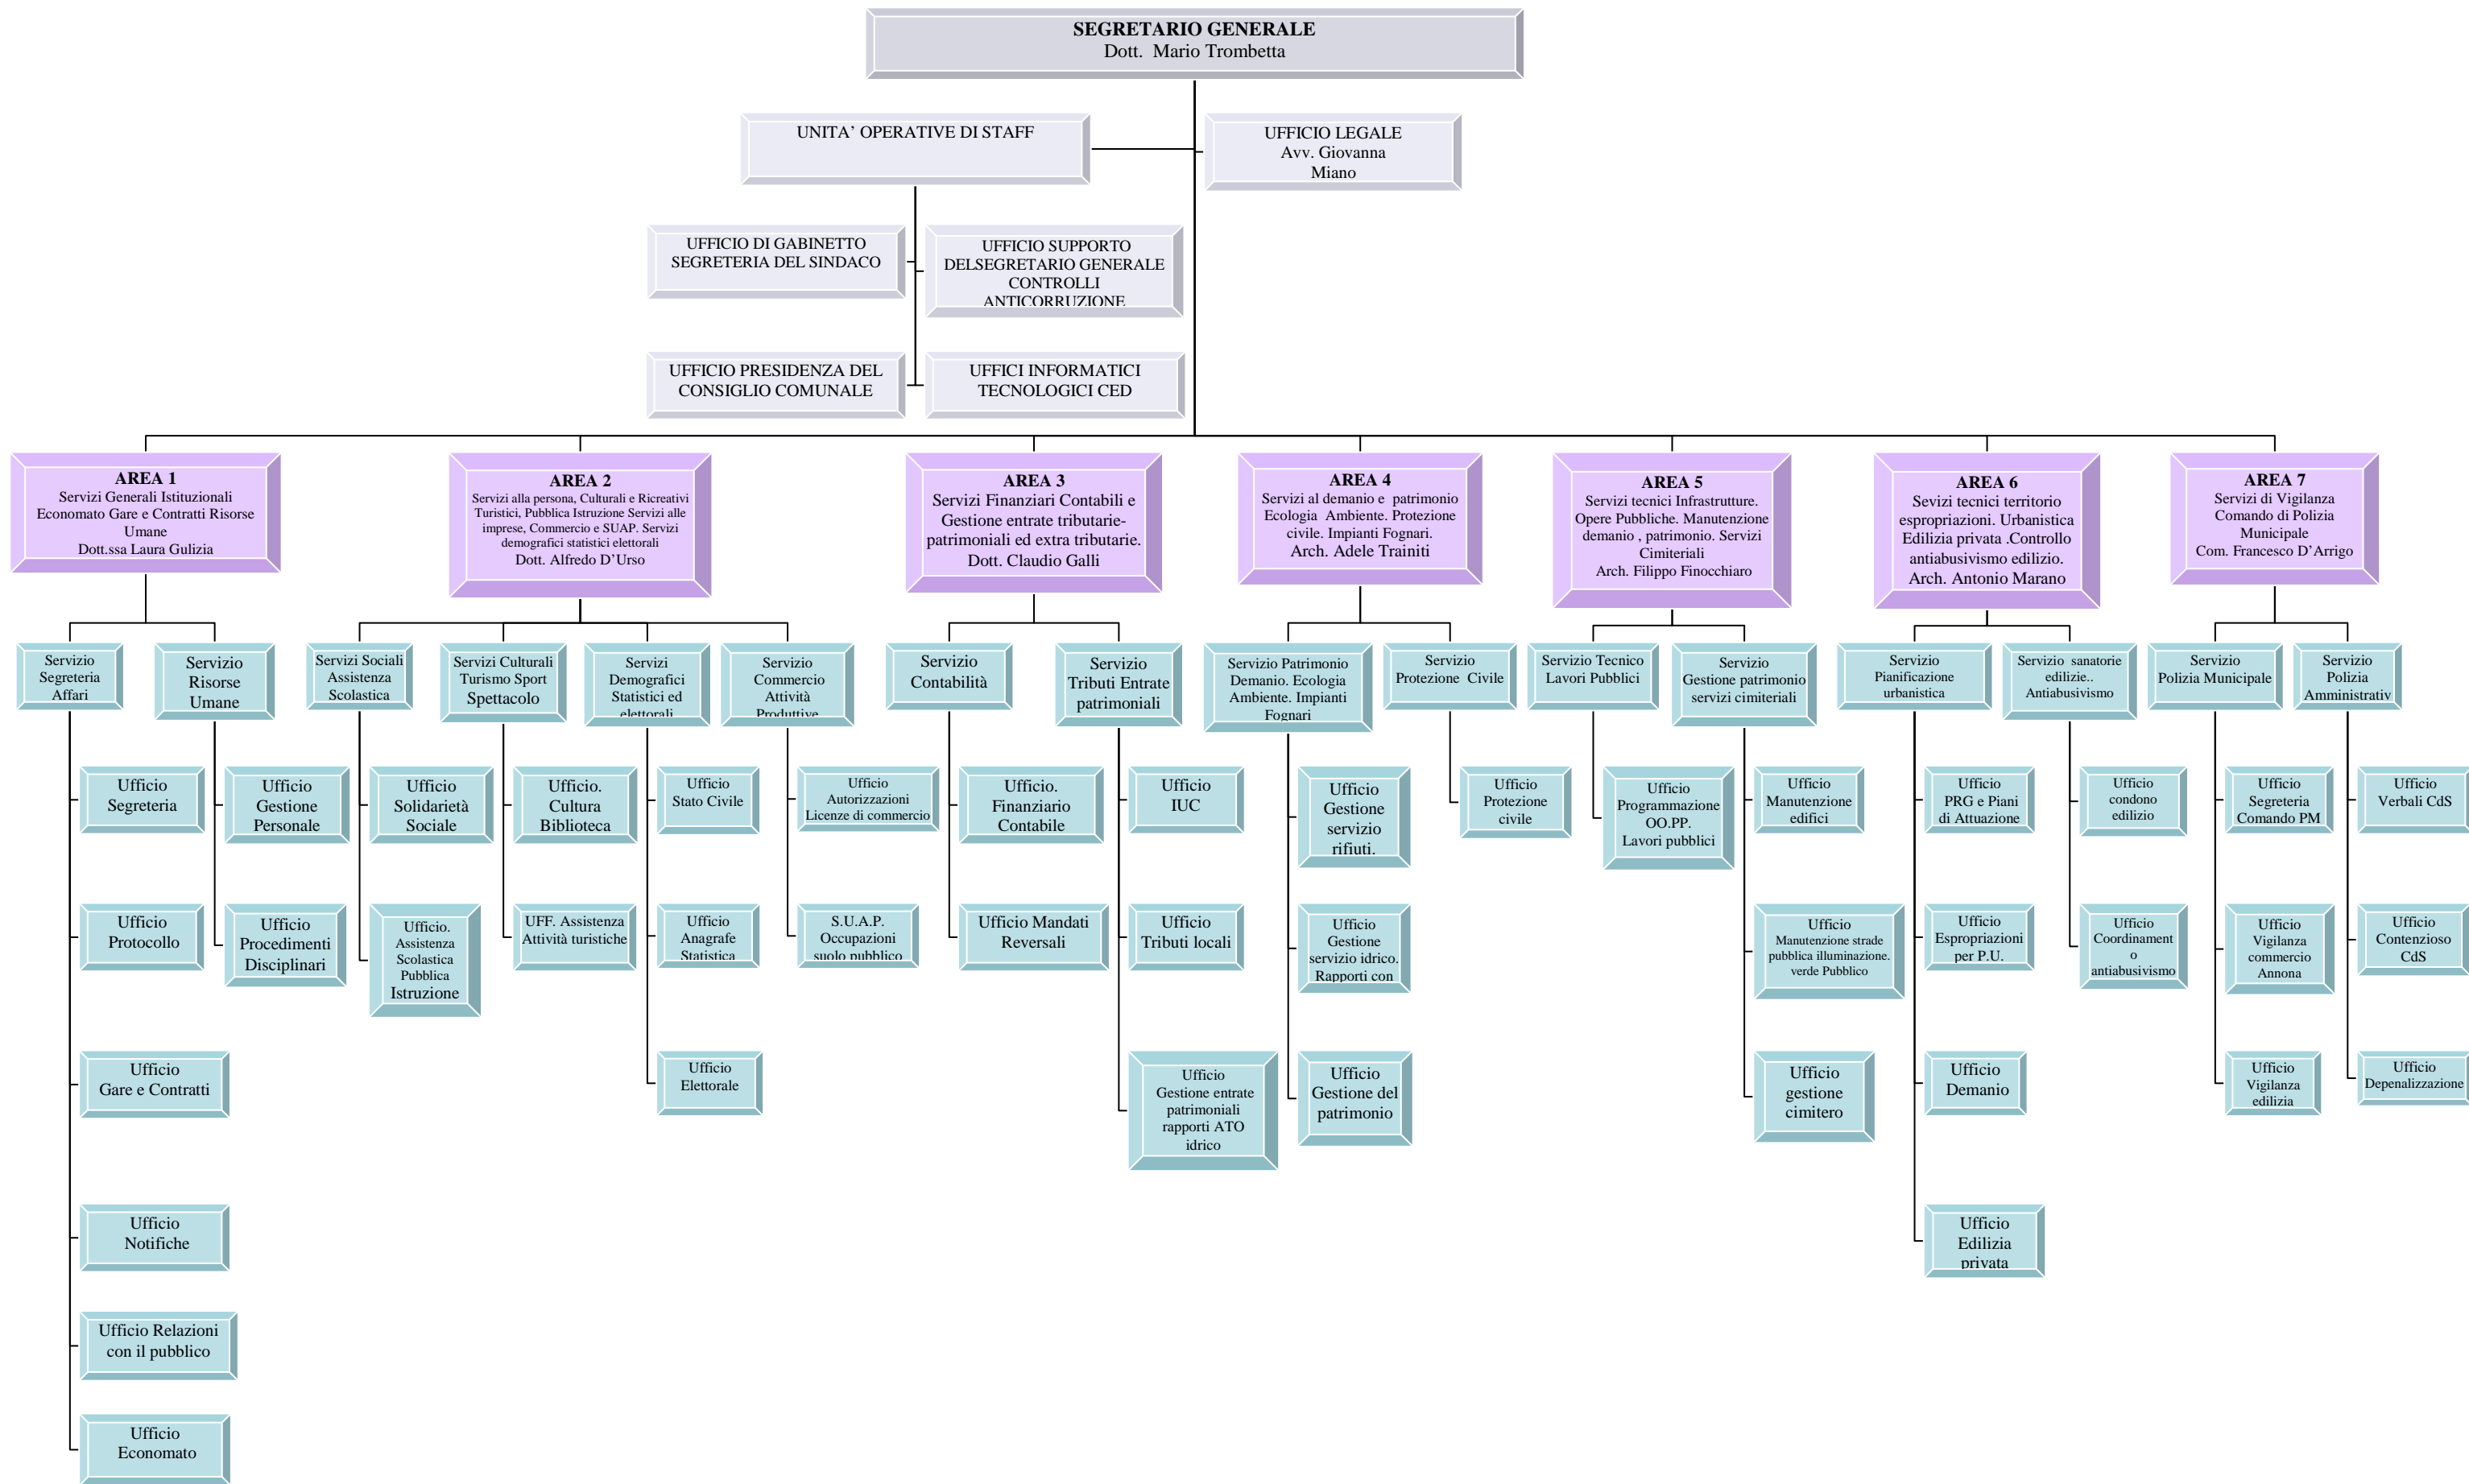 SEGRETARIO GENERALE
Dott. Mario Trombetta
UNITA’ OPERATIVE DI STAFF
UFFICIO LEGALE
Avv. Giovanna
Miano
UFFICIO DI GABINETTO
SEGRETERIA DEL SINDACO
UFFICIO SUPPORTO
DELSEGRETARIO GENERALE
CONTROLLI
ANTICORRUZIONE
UFFICIO PRESIDENZA DEL
CONSIGLIO COMUNALE
UFFICI INFORMATICI
TECNOLOGICI CED
AREA 1
Servizi Generali Istituzionali
Economato Gare e Contratti Risorse
Umane
Dott.ssa Laura Gulizia
AREA 2
Servizi alla persona, Culturali e Ricreativi
Turistici, Pubblica Istruzione Servizi alle
imprese, Commercio e SUAP. Servizi
demografici statistici elettorali
Dott. Alfredo D’Urso
AREA 3
Servizi Finanziari Contabili e
Gestione entrate tributarie-
patrimoniali ed extra tributarie.
Dott. Claudio Galli
AREA 4
Servizi al demanio e patrimonio
Ecologia Ambiente. Protezione
civile. Impianti Fognari.
Arch. Adele Trainiti
AREA 5
Servizi tecnici Infrastrutture.
Opere Pubbliche. Manutenzione
demanio , patrimonio. Servizi
Cimiteriali
Arch. Filippo Finocchiaro
AREA 6
Sevizi tecnici territorio
espropriazioni. Urbanistica
Edilizia privata .Controllo
antiabusivismo edilizio.
Arch. Antonio Marano
AREA 7
Servizi di Vigilanza
Comando di Polizia
Municipale
Com. Francesco D’Arrigo
Servizio
Segreteria
Affari
Servizio
Risorse
Umane
Servizi Sociali
Assistenza
Scolastica
Servizi Culturali
Turismo Sport
Spettacolo
Servizi
Demografici
Statistici ed
elettorali
Servizio
Commercio
Attività
Produttive
Servizio
Contabilità
Servizio
Tributi Entrate
patrimoniali
Servizio Patrimonio
Demanio. Ecologia
Ambiente. Impianti
Fognari
Servizio
Protezione Civile
Servizio Tecnico
Lavori Pubblici
Servizio
Gestione patrimonio
servizi cimiteriali
Servizio
Pianificazione
urbanistica
Servizio sanatorie
edilizie..
Antiabusivismo
Servizio
Polizia Municipale
Servizio
Polizia
Amministrativ
Ufficio
Segreteria
Ufficio
Gestione
Personale
Ufficio
Solidarietà
Sociale
Ufficio.
Cultura
Biblioteca
Ufficio
Stato Civile
Ufficio
Autorizzazioni
Licenze di commercio
Ufficio.
Finanziario
Contabile
Ufficio
IUC
Ufficio
Gestione
servizio
rifiuti.
Ufficio
Protezione
civile
Ufficio
Programmazione
OO.PP.
Lavori pubblici
Ufficio
Manutenzione
edifici
Ufficio
PRG e Piani
di Attuazione
Ufficio
condono
edilizio
Ufficio
Segreteria
Comando PM
Ufficio
Verbali CdS
Ufficio
Protocollo
Ufficio
Procedimenti
Disciplinari
Ufficio.
Assistenza
Scolastica
Pubblica
Istruzione
UFF. Assistenza
Attività turistiche
Ufficio
Anagrafe
Statistica
S.U.A.P.
Occupazioni
suolo pubblico
Ufficio Mandati
Reversali
Ufficio
Tributi locali
Ufficio
Gestione
servizio idrico.
Rapporti con
Ufficio
Manutenzione strade
pubblica illuminazione.
verde Pubblico
Ufficio
Espropriazioni
per P.U.
Ufficio
Coordinament
o
antiabusivismo
Ufficio
Vigilanza
commercio
Annona
Ufficio
Contenzioso
CdS
Ufficio
Gare e Contratti
Ufficio
Elettorale
Ufficio
Gestione entrate
patrimoniali
rapporti ATO
idrico
Ufficio
Gestione del
patrimonio
Ufficio
gestione
cimitero
Ufficio
Demanio
Ufficio
Vigilanza
edilizia
Ufficio
Depenalizzazione
Ufficio
Notifiche
Ufficio
Edilizia
privata
Ufficio Relazioni
con il pubblico
Ufficio
Economato